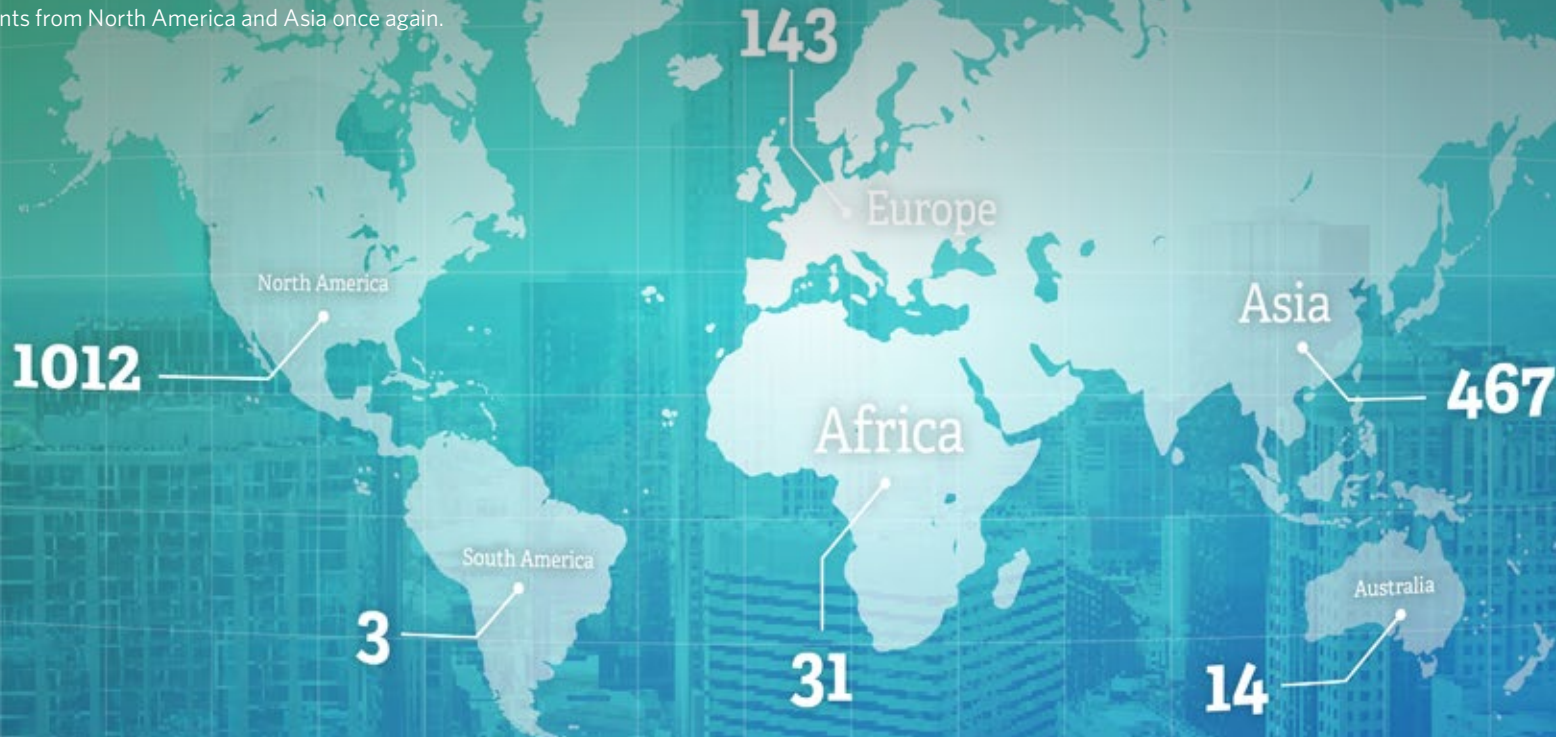 nts from North America and Asia once again.
143
Europe
North America
Asia
1012
467
Africa
South America
Australia
3
31
14